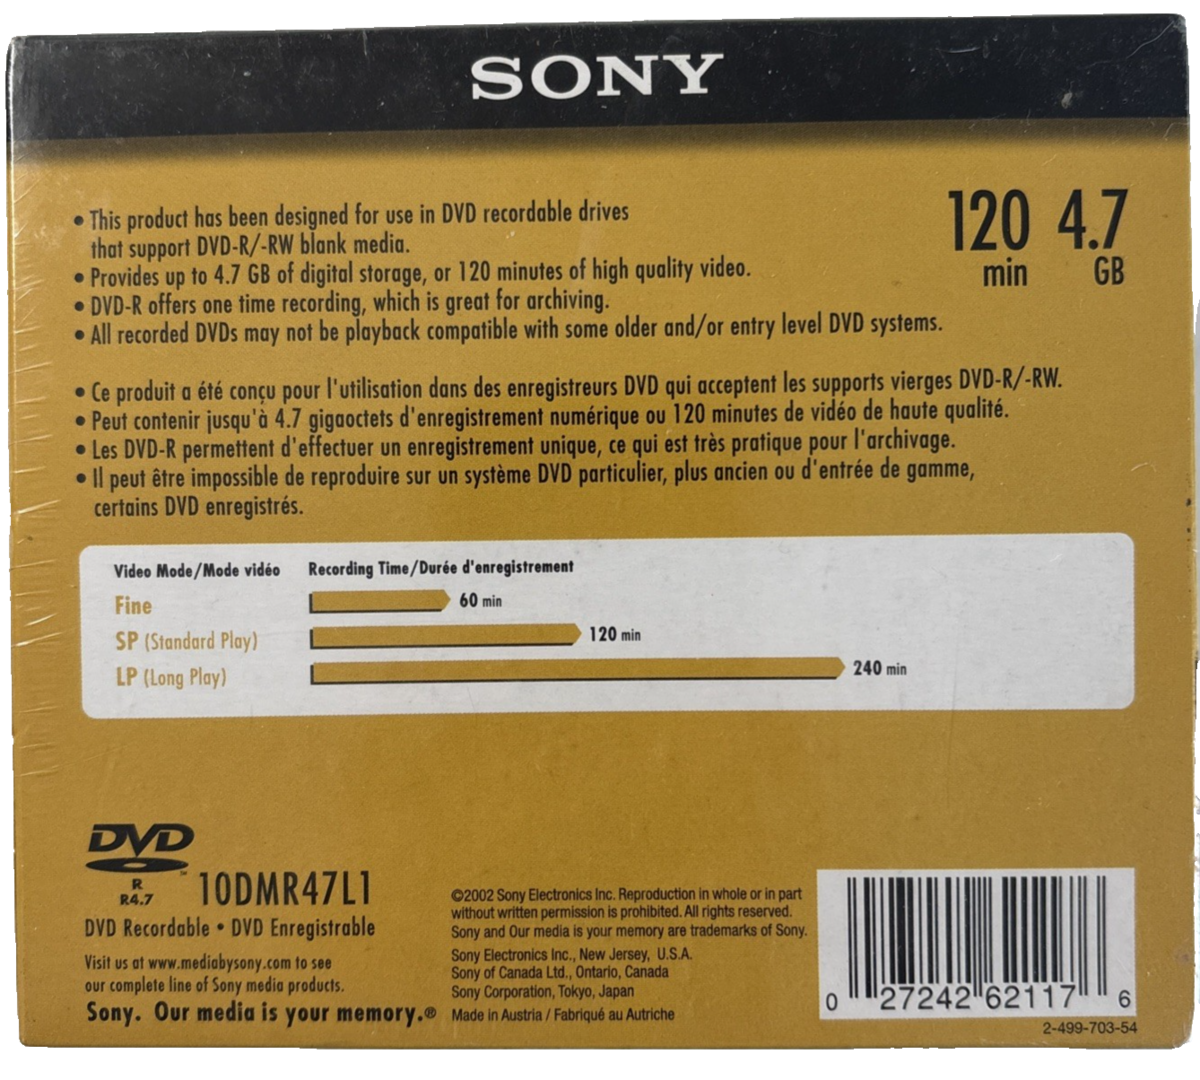 SONY
• This product has been designed for use in DVD recordable drives
that support DVD-R/-RW blank media.
• Provides up to 4.7 GB of digital storage, or 120 minutes of high quality video.
• DVD-R offers one time recording, which is great for archiving.
• All recorded DVDs may not be playback compatible with some older and/or entry level DVD systems.
120 4.7
min GB
• Ce produit a été conçu pour l'utilisation dans des enregistreurs DVD qui acceptent les supports vierges DVD-R/-RW.
• Peut contenir jusqu'à 4.7 gigaoctets d'enregistrement numérique ou 120 minutes de vidéo de haute qualité.
• Les DVD-R permettent d'effectuer un enregistrement unique, ce qui est très pratique pour l'archivage.
• Il peut être impossible de reproduire sur un système DVD particulier, plus ancien ou d'entrée de gamme,
certains DVD enregistrés.
Video Mode/Mode vidéo Recording Time/Durée d'enregistrement
Fine 60 min
SP (Standard Play) 120 min
LP (Long Play) 240 min
DVD™
R
R4.7
10DMR47L1
DVD Recordable • DVD Enregistrable
Visit us at www.mediabysony.com to see
our complete line of Sony media products.
Sony. Our media is your memory.®
©2002 Sony Electronics Inc. Reproduction in whole or in part
without written permission is prohibited. All rights reserved.
Sony and Our media is your memory are trademarks of Sony.
Sony Electronics Inc., New Jersey, U.S.A.
Sony of Canada Ltd., Ontario, Canada
Sony Corporation, Tokyo, Japan
Made in Austria / Fabriqué au Autriche
0 27242 62117 6
2-499-703-54